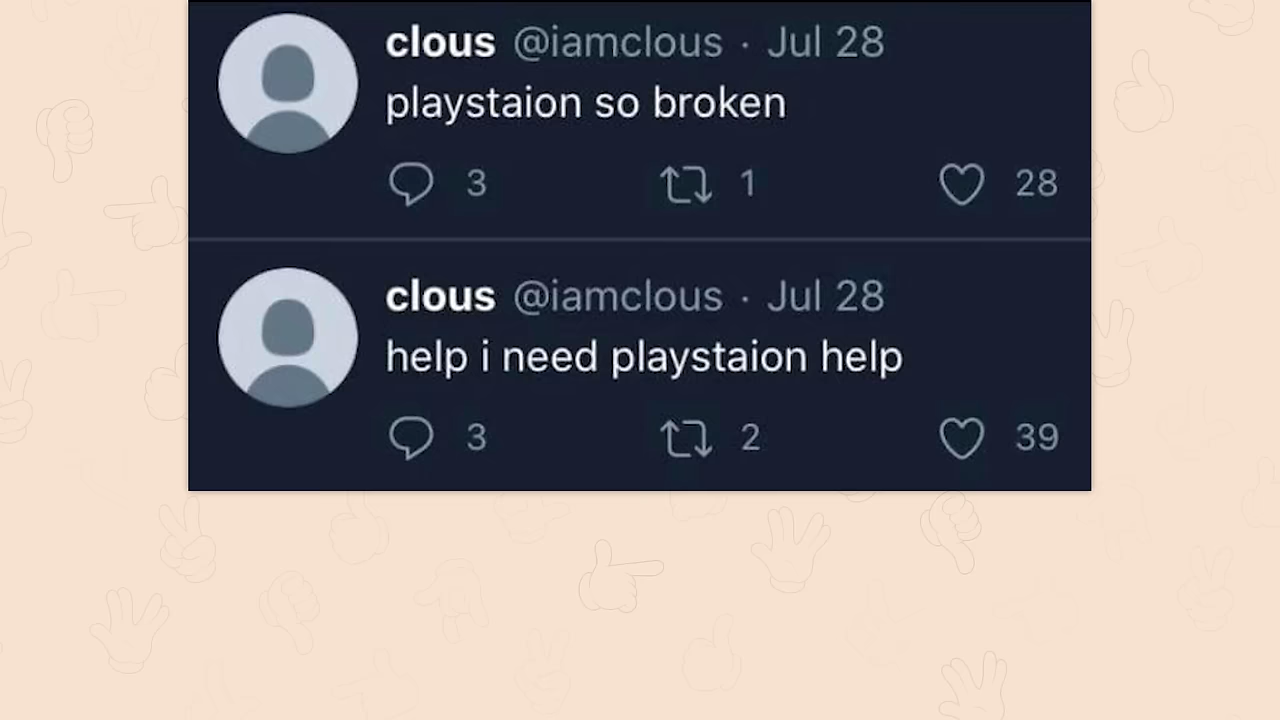 clous @iamclous · Jul 28
playstaion so broken
3 1 28
clous @iamclous · Jul 28
help i need playstaion help
3 2 39